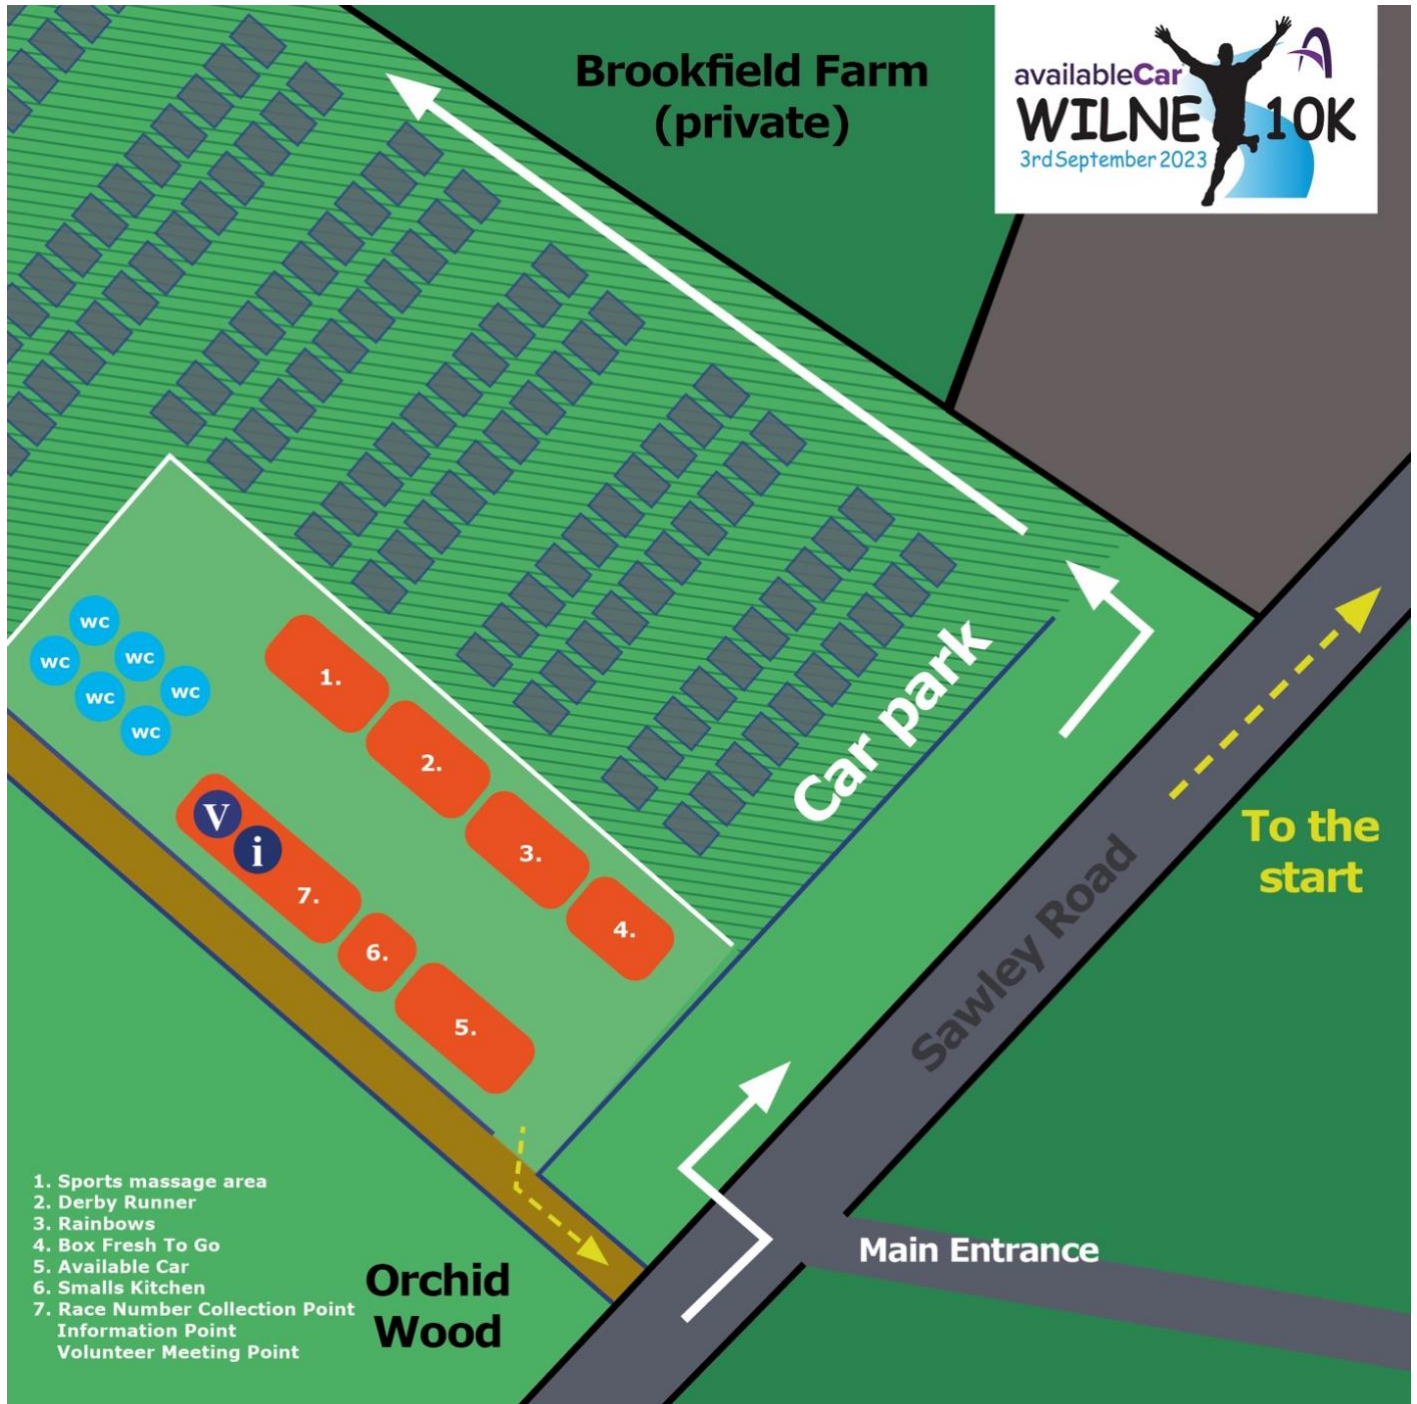 Brookfield Farm
(private)
availableCar
WILNE 10K
3rd September 2023
Car park
wc
wc
wc
wc
wc
wc
1.
2.
3.
4.
V
i
7.
6.
5.
Sawley Road
To the
start
Main Entrance
Orchid
Wood
1. Sports massage area
2. Derby Runner
3. Rainbows
4. Box Fresh To Go
5. Available Car
6. Smalls Kitchen
7. Race Number Collection Point
Information Point
Volunteer Meeting Point